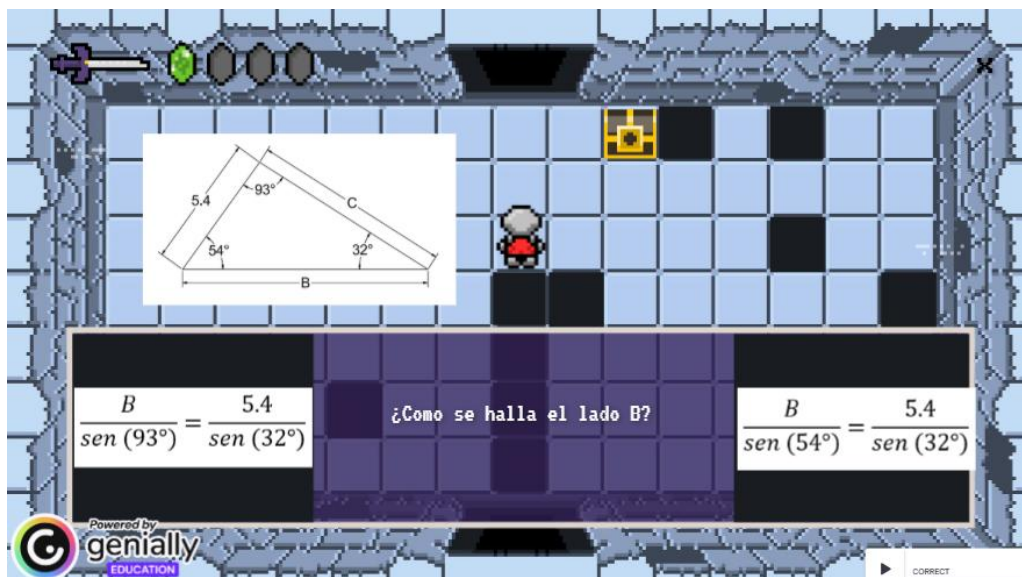 ×
5.4
93°
C
54°
32°
B
B / sen (93°) = 5.4 / sen (32°)
¿Como se halla el lado B?
B / sen (54°) = 5.4 / sen (32°)
Powered by
genially
EDUCATION
CORRECT